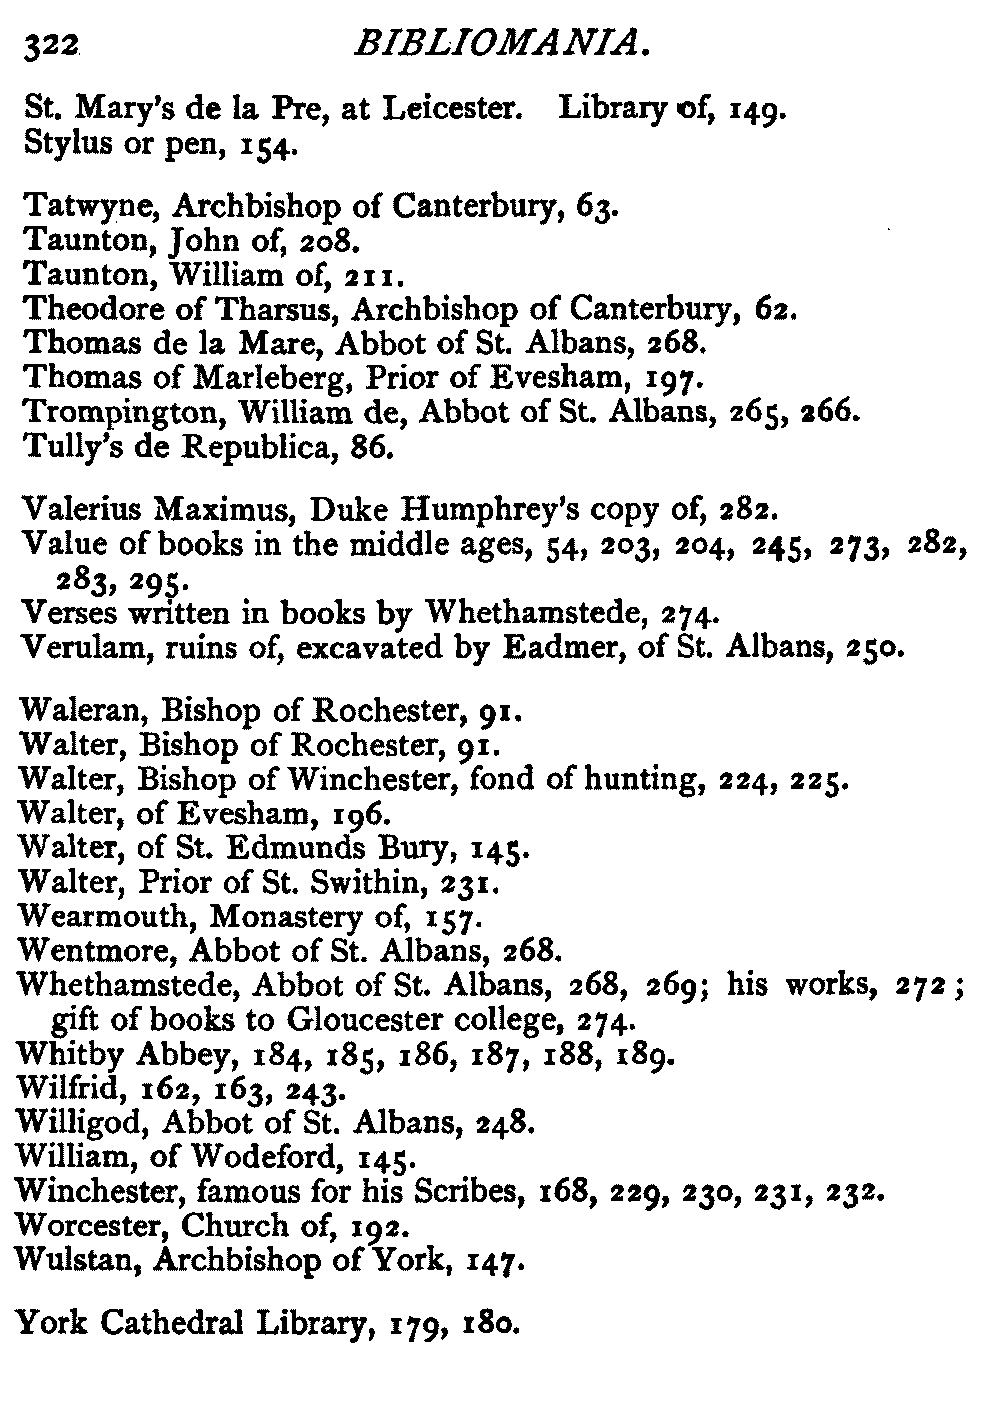 322 BIBLIOMANIA.
St. Mary's de la Pre, at Leicester. Library of, 149.
Stylus or pen, 154.
Tatwyne, Archbishop of Canterbury, 63.
Taunton, John of, 208.
Taunton, William of, 211.
Theodore of Tharsus, Archbishop of Canterbury, 62.
Thomas de la Mare, Abbot of St. Albans, 268.
Thomas of Marleberg, Prior of Evesham, 197.
Trompington, William de, Abbot of St. Albans, 265, 266.
Tully's de Republica, 86.
Valerius Maximus, Duke Humphrey's copy of, 282.
Value of books in the middle ages, 54, 203, 204, 245, 273, 282,
283, 295.
Verses written in books by Whethamstede, 274.
Verulam, ruins of, excavated by Eadmer, of St. Albans, 250.
Waleran, Bishop of Rochester, 91.
Walter, Bishop of Rochester, 91.
Walter, Bishop of Winchester, fond of hunting, 224, 225.
Walter, of Evesham, 196.
Walter, of St. Edmunds Bury, 145.
Walter, Prior of St. Swithin, 231.
Wearmouth, Monastery of, 157.
Wentmore, Abbot of St. Albans, 268.
Whethamstede, Abbot of St. Albans, 268, 269; his works, 272;
gift of books to Gloucester college, 274.
Whitby Abbey, 184, 185, 186, 187, 188, 189.
Wilfrid, 162, 163, 243.
Willigod, Abbot of St. Albans, 248.
William, of Wodeford, 145.
Winchester, famous for his Scribes, 168, 229, 230, 231, 232.
Worcester, Church of, 192.
Wulstan, Archbishop of York, 147.
York Cathedral Library, 179, 180.